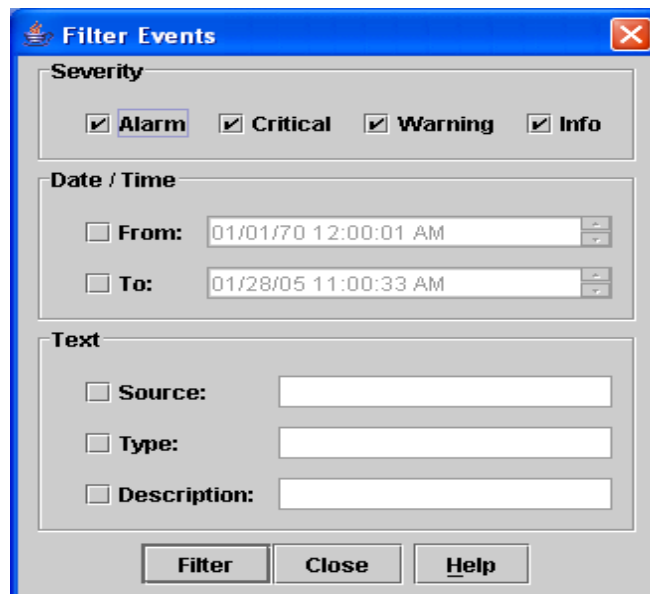 Filter Events
Severity
Alarm Critical Warning Info
Date / Time
From: 01/01/70 12:00:01 AM
To: 01/28/05 11:00:33 AM
Text
Source:
Type:
Description:
Filter Close Help